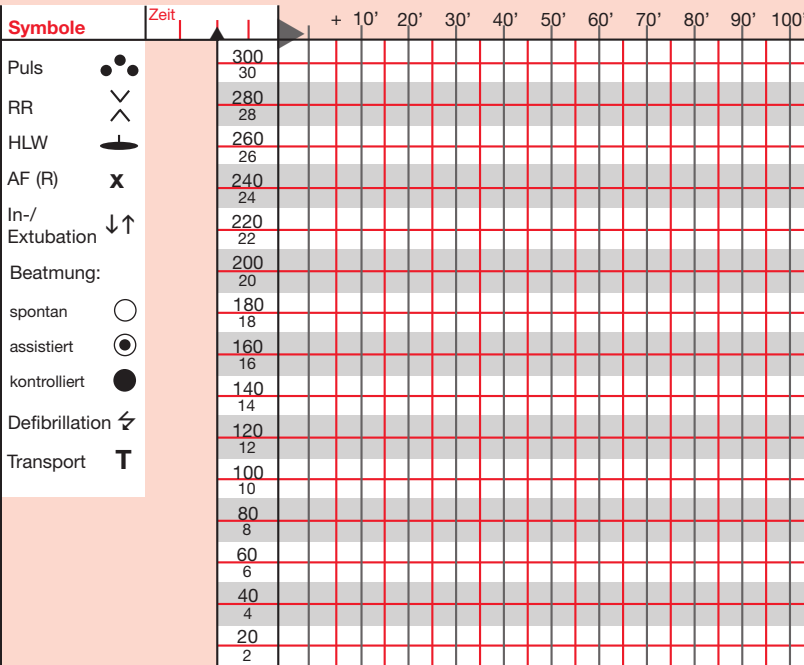 Symbole
Zeit
+ 10’ 20’ 30’ 40’ 50’ 60’ 70’ 80’ 90’ 100’
Puls
RR
HLW
AF (R) x
In-/
Extubation ↓↑
Beatmung:
spontan
assistiert
kontrolliert
Defibrillation
Transport T
300
30
280
28
260
26
240
24
220
22
200
20
180
18
160
16
140
14
120
12
100
10
80
8
60
6
40
4
20
2